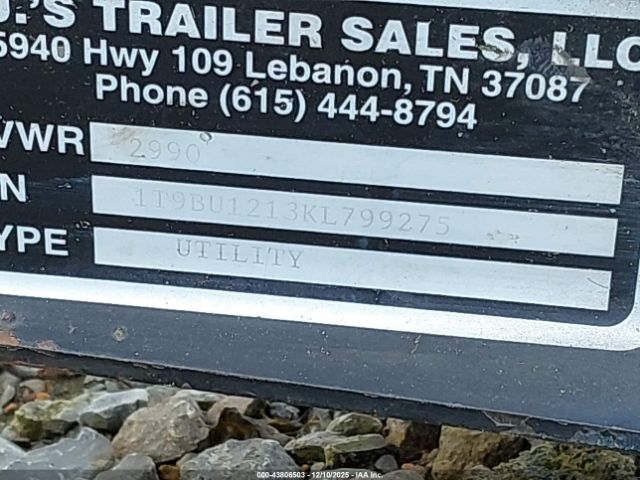 J.'S TRAILER SALES, LLC
5940 Hwy 109 Lebanon, TN 37087
Phone (615) 444-8794
VWR 2990
N 1T9BU1213KL799275
YPE UTILITY
000-43806503 - 12/10/2025 - IAA Inc.